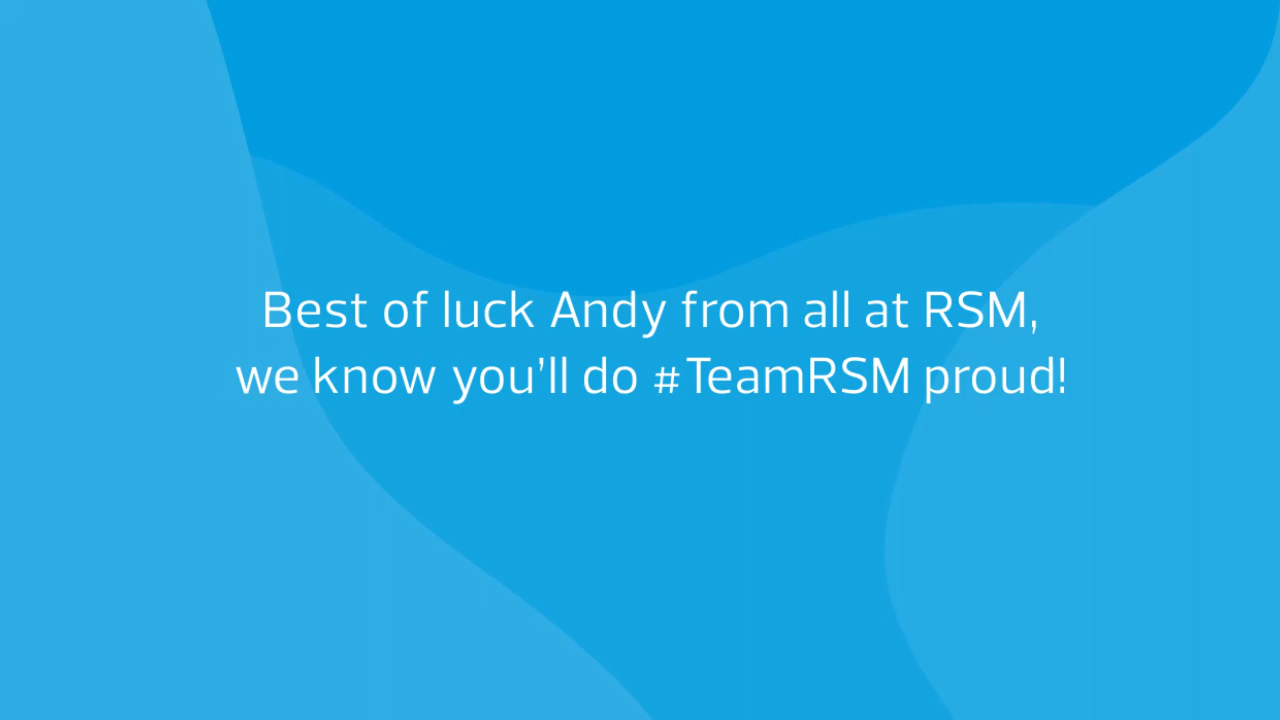 Best of luck Andy from all at RSM,
we know you’ll do #TeamRSM proud!